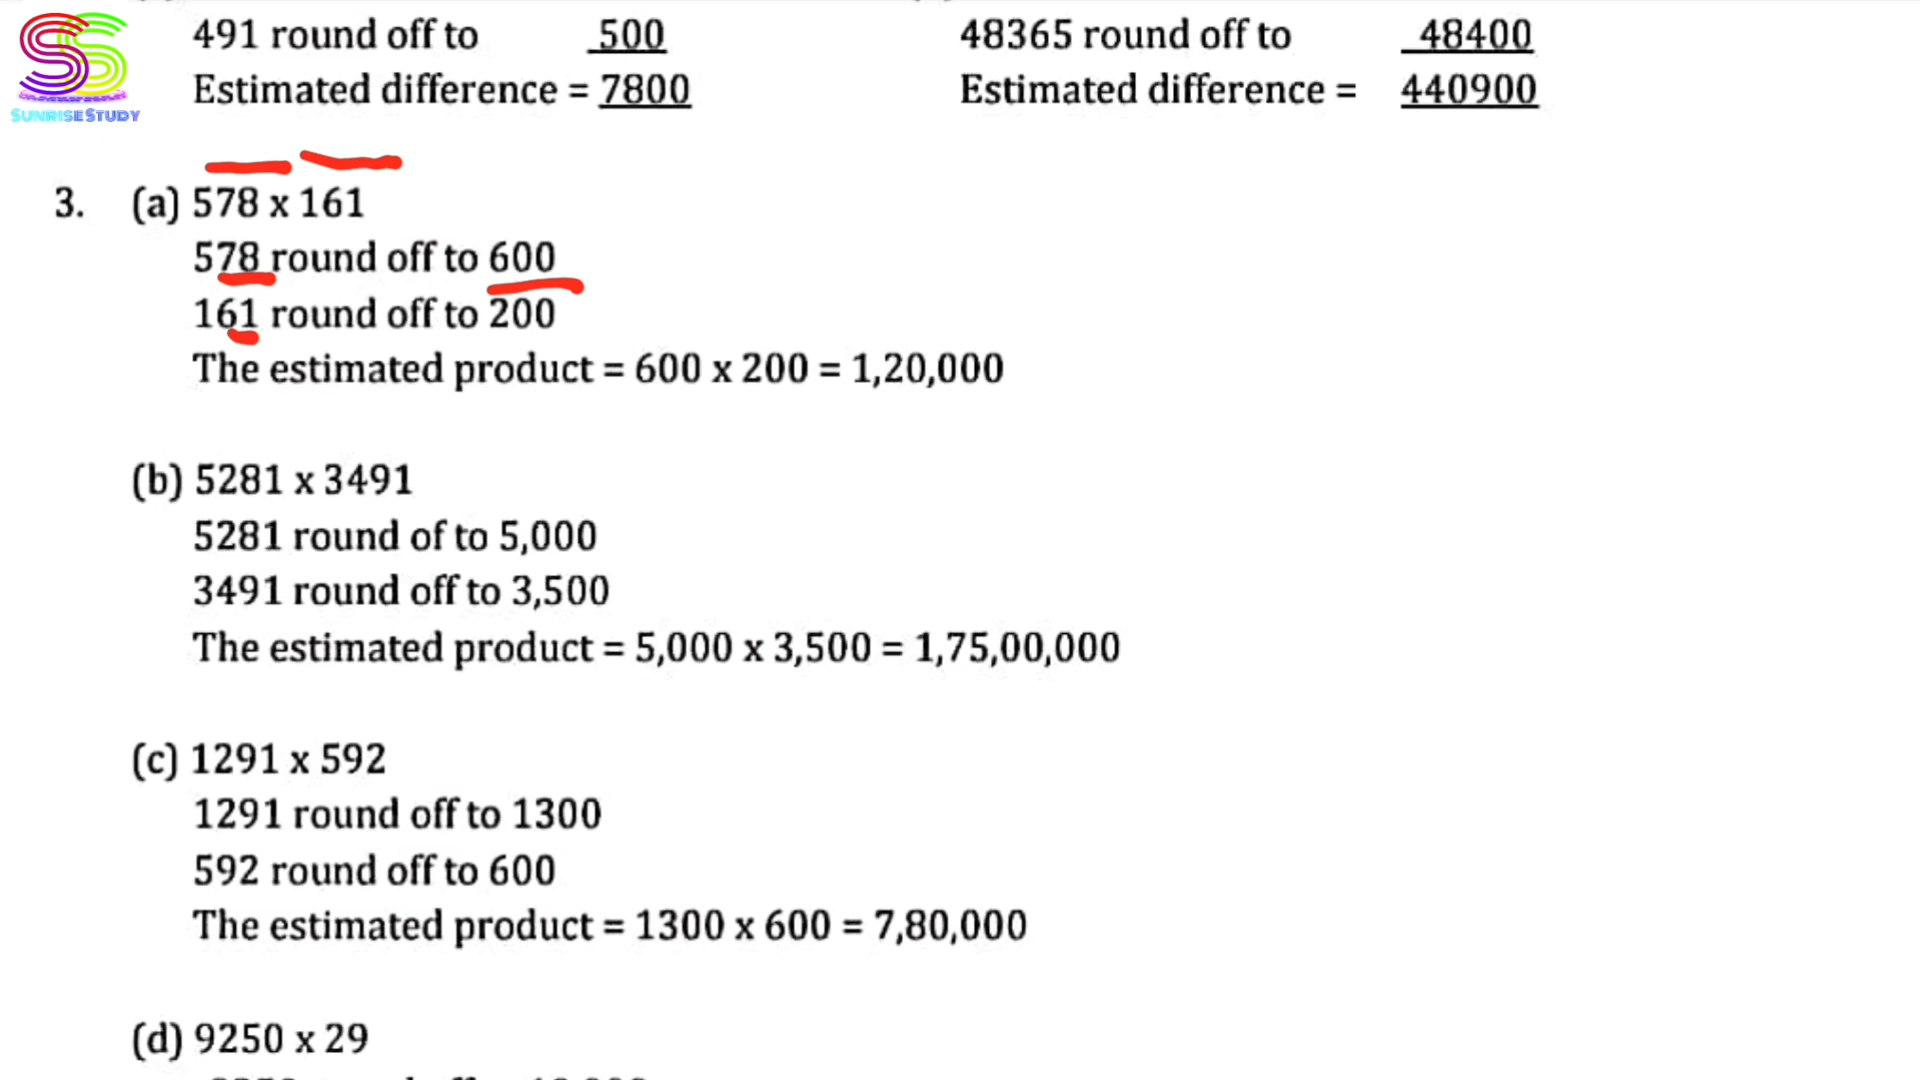 SUNRISE STUDY
491 round off to 500
Estimated difference = 7800
48365 round off to 48400
Estimated difference = 440900
3. (a) 578 x 161
578 round off to 600
161 round off to 200
The estimated product = 600 x 200 = 1,20,000
(b) 5281 x 3491
5281 round of to 5,000
3491 round off to 3,500
The estimated product = 5,000 x 3,500 = 1,75,00,000
(c) 1291 x 592
1291 round off to 1300
592 round off to 600
The estimated product = 1300 x 600 = 7,80,000
(d) 9250 x 29